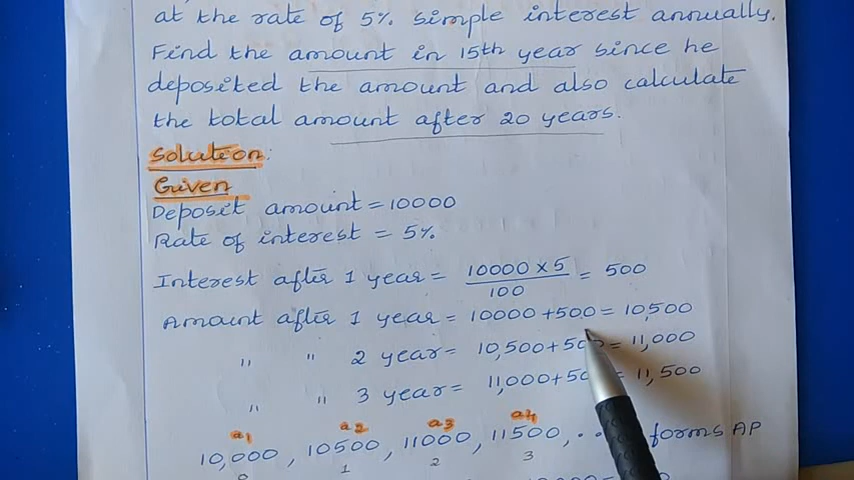 at the rate of 5% simple interest annually.
Find the amount in 15th year since he
deposited the amount and also calculate
the total amount after 20 years.
Solution:
Given
Deposit amount = 10000
Rate of interest = 5%
Interest after 1 year = 10000 × 5 / 100 = 500
Amount after 1 year = 10000 + 500 = 10,500
" " 2 year = 10,500 + 500 = 11,000
" " 3 year = 11,000 + 50 = 11,500
a1 a2 a3 a4
10,000, 10500, 11000, 11500, . . . forms AP
0 1 2 3